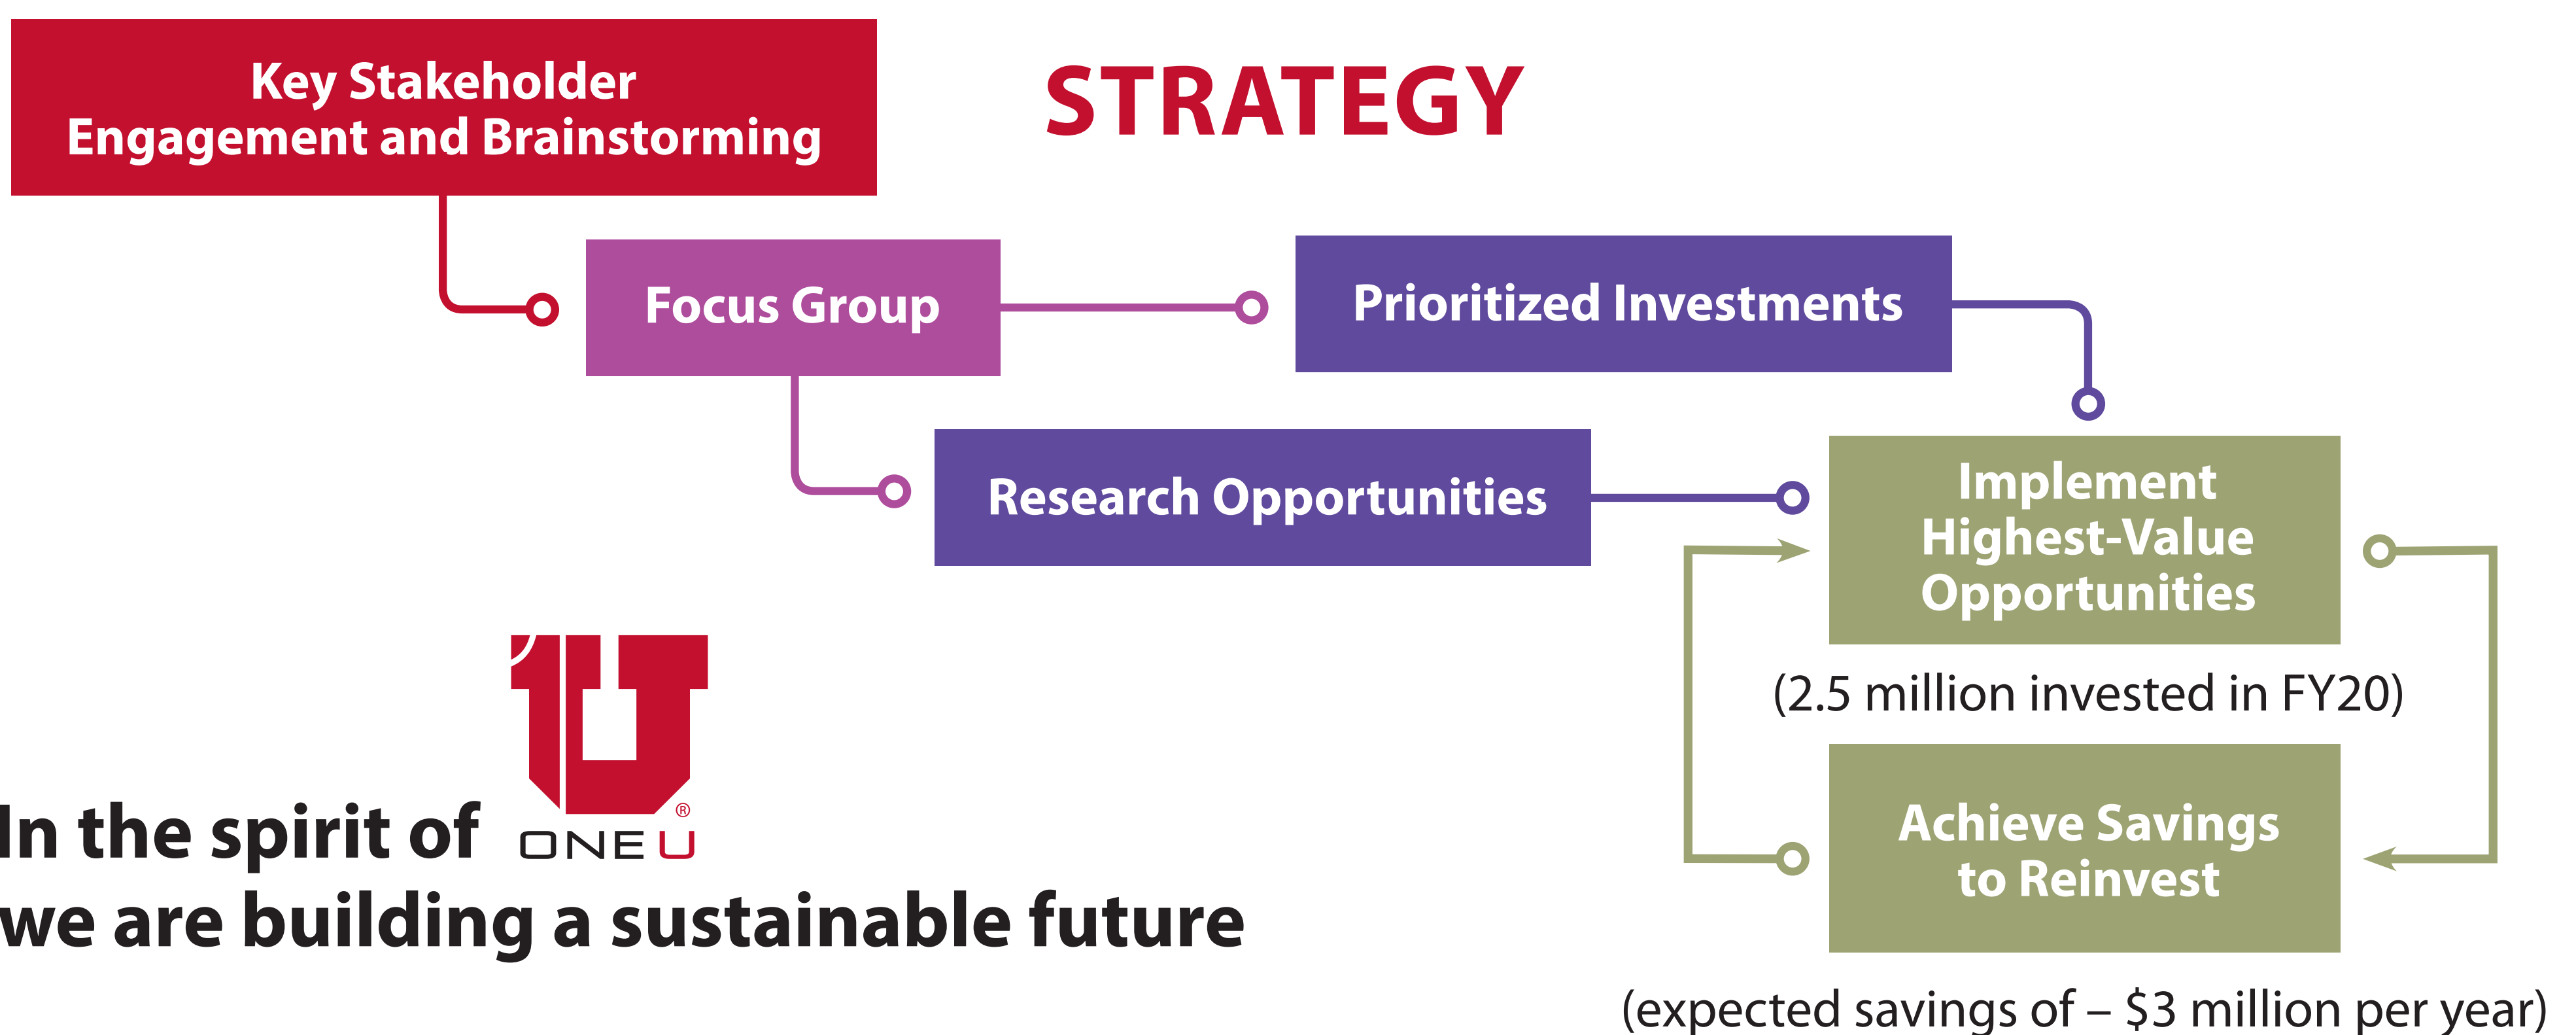 Key Stakeholder
Engagement and Brainstorming
STRATEGY
Focus Group
Prioritized Investments
Research Opportunities
Implement
Highest-Value
Opportunities
(2.5 million invested in FY20)
Achieve Savings
to Reinvest
(expected savings of – $3 million per year)
®
In the spirit of ONE U
we are building a sustainable future